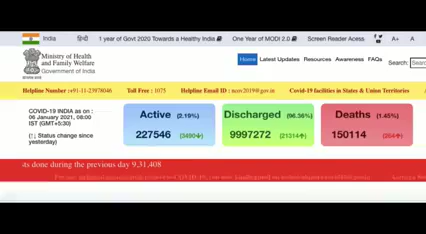 India हिन्दी 1 year of Govt 2020 Towards a Healthy India One Year of MODI 2.0 Screen Reader Acess A+ A
Ministry of Health
and Family Welfare
Government of India
Home Latest Updates Resources Awareness FAQs Search:
Helpline Number :+91-11-23978046 Toll Free : 1075 Helpline Email ID : ncov2019@gov.in Covid-19 facilities in States & Union Territories
COVID-19 INDIA as on :
06 January 2021, 08:00
IST (GMT+5:30)
Status change since
yesterday)
Active (2.19%)
227546 (3490)
Discharged (96.36%)
9997272 (21314)
Deaths (1.45%)
150114 (264)
ts done during the previous day 9,31,408